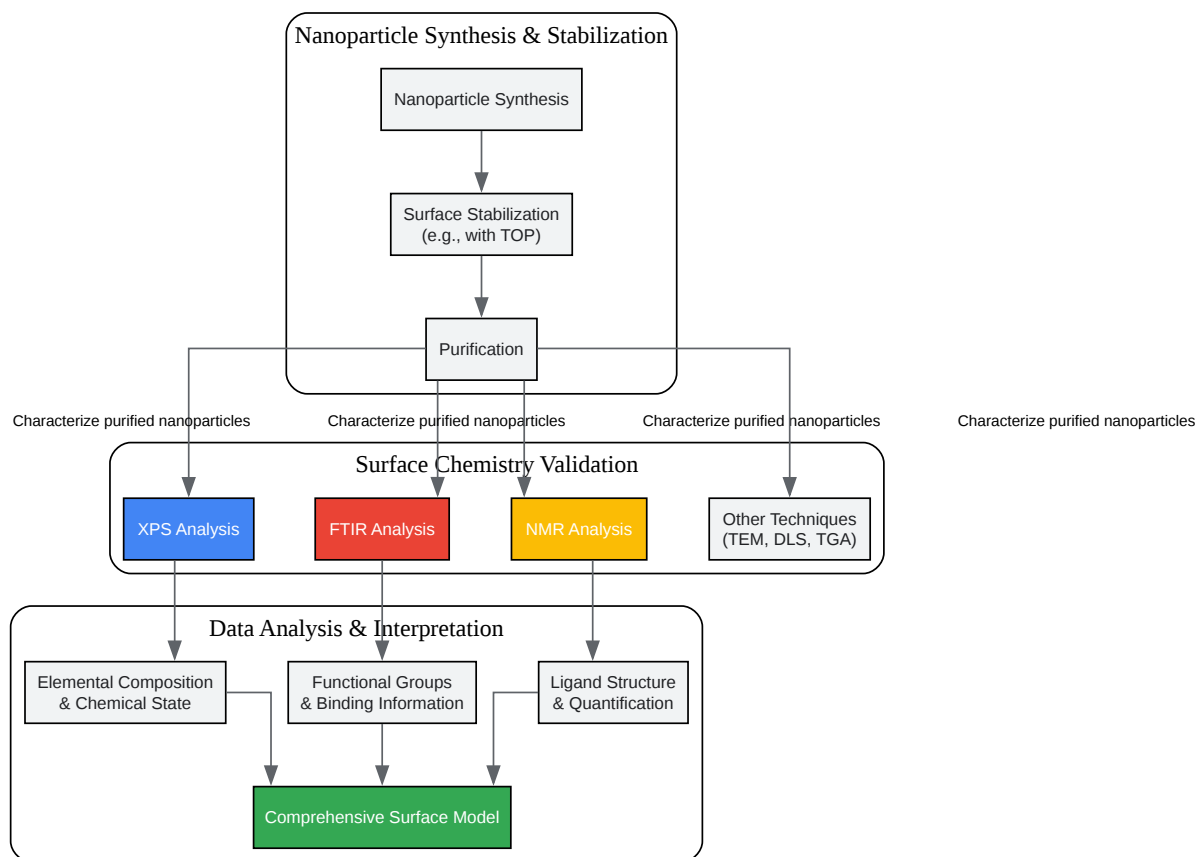 Nanoparticle Synthesis & Stabilization
Nanoparticle Synthesis
Surface Stabilization
(e.g., with TOP)
Purification
Characterize purified nanoparticles
Characterize purified nanoparticles
Characterize purified nanoparticles
Characterize purified nanoparticles
Surface Chemistry Validation
XPS Analysis
FTIR Analysis
NMR Analysis
Other Techniques
(TEM, DLS, TGA)
Data Analysis & Interpretation
Elemental Composition
& Chemical State
Functional Groups
& Binding Information
Ligand Structure
& Quantification
Comprehensive Surface Model